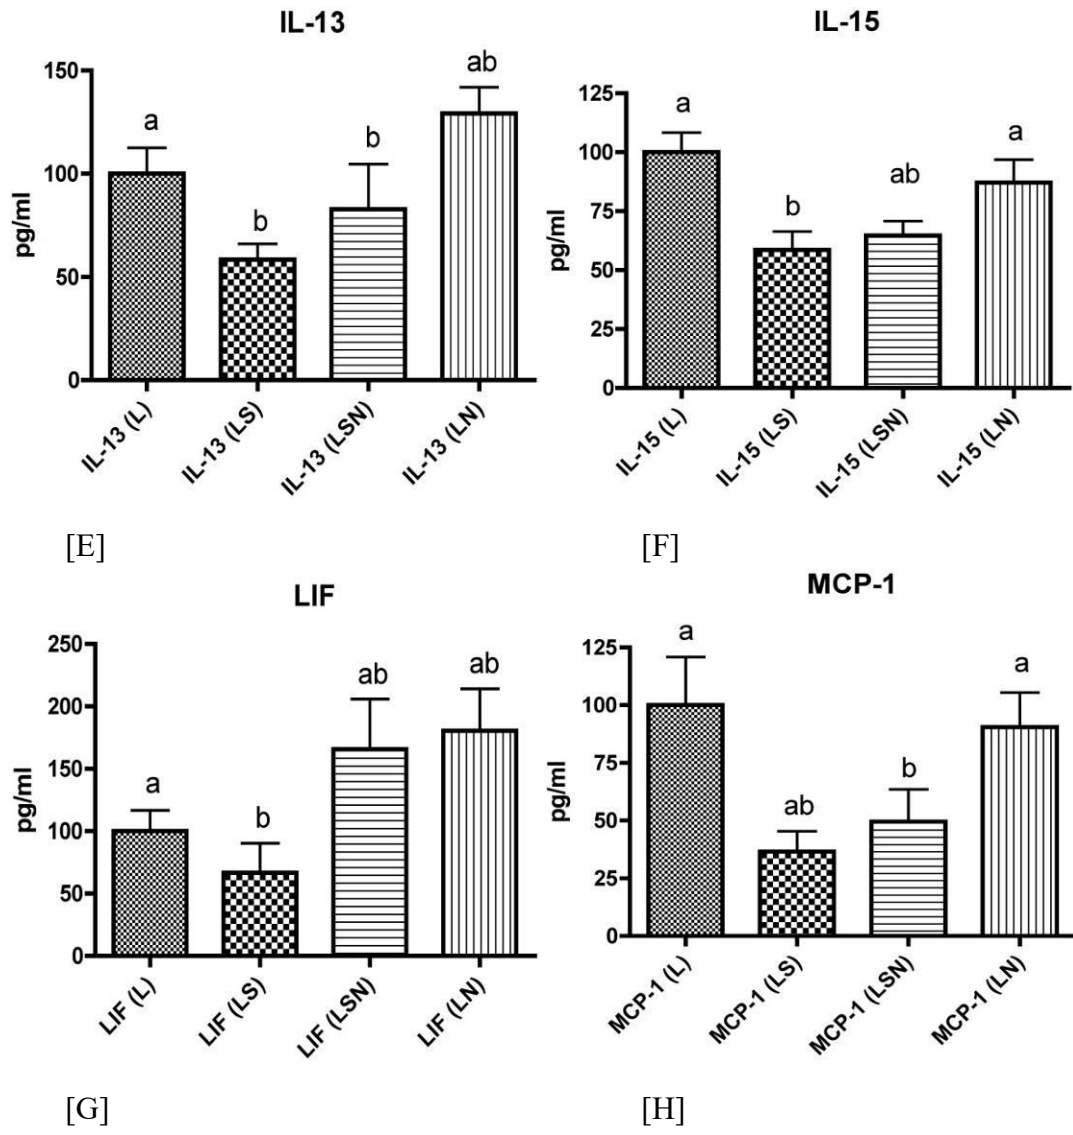 IL-13
IL-15
150
100
50
0
pg/ml
a
b
b
ab
IL-13 (L)
IL-13 (LS)
IL-13 (LSN)
IL-13 (LN)
125
100
75
50
25
0
pg/ml
a
b
ab
a
IL-15 (L)
IL-15 (LS)
IL-15 (LSN)
IL-15 (LN)
[E]
[F]
LIF
MCP-1
250
200
150
100
50
0
pg/ml
a
b
ab
ab
LIF (L)
LIF (LS)
LIF (LSN)
LIF (LN)
125
100
75
50
25
0
pg/ml
a
ab
b
a
MCP-1 (L)
MCP-1 (LS)
MCP-1 (LSN)
MCP-1 (LN)
[G]
[H]